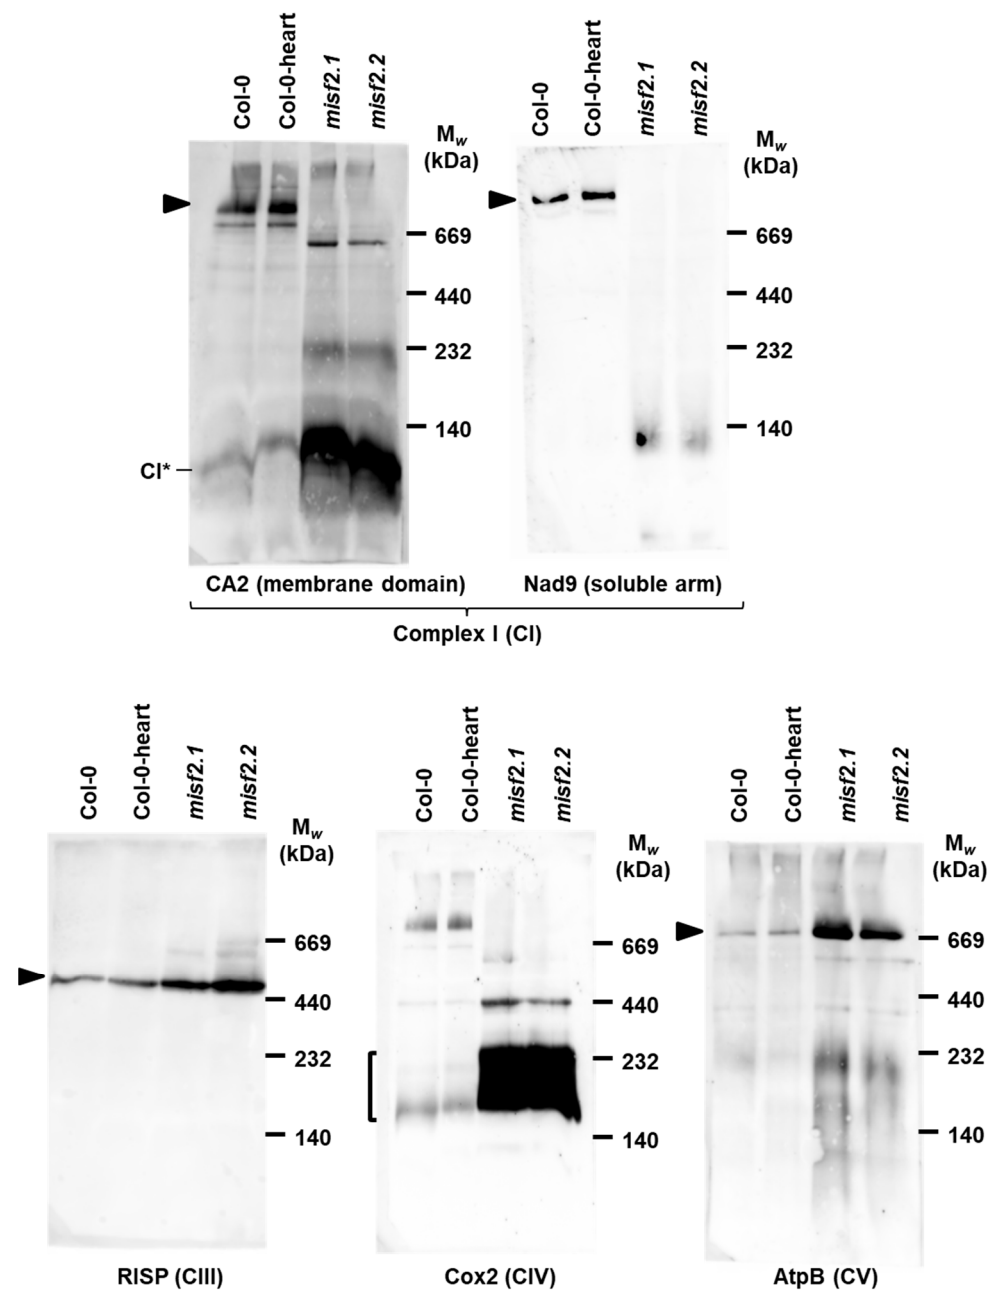 Col-0
Col-0-heart
misf2.1
misf2.2
Mw
(kDa)
669
440
232
140
CI*
CA2 (membrane domain)
Col-0
Col-0-heart
misf2.1
misf2.2
Mw
(kDa)
669
440
232
140
Nad9 (soluble arm)
Complex I (CI)
Col-0
Col-0-heart
misf2.1
misf2.2
Mw
(kDa)
669
440
232
140
RISP (CIII)
Col-0
Col-0-heart
misf2.1
misf2.2
Mw
(kDa)
669
440
232
140
Cox2 (CIV)
Col-0
Col-0-heart
misf2.1
misf2.2
Mw
(kDa)
669
440
232
140
AtpB (CV)